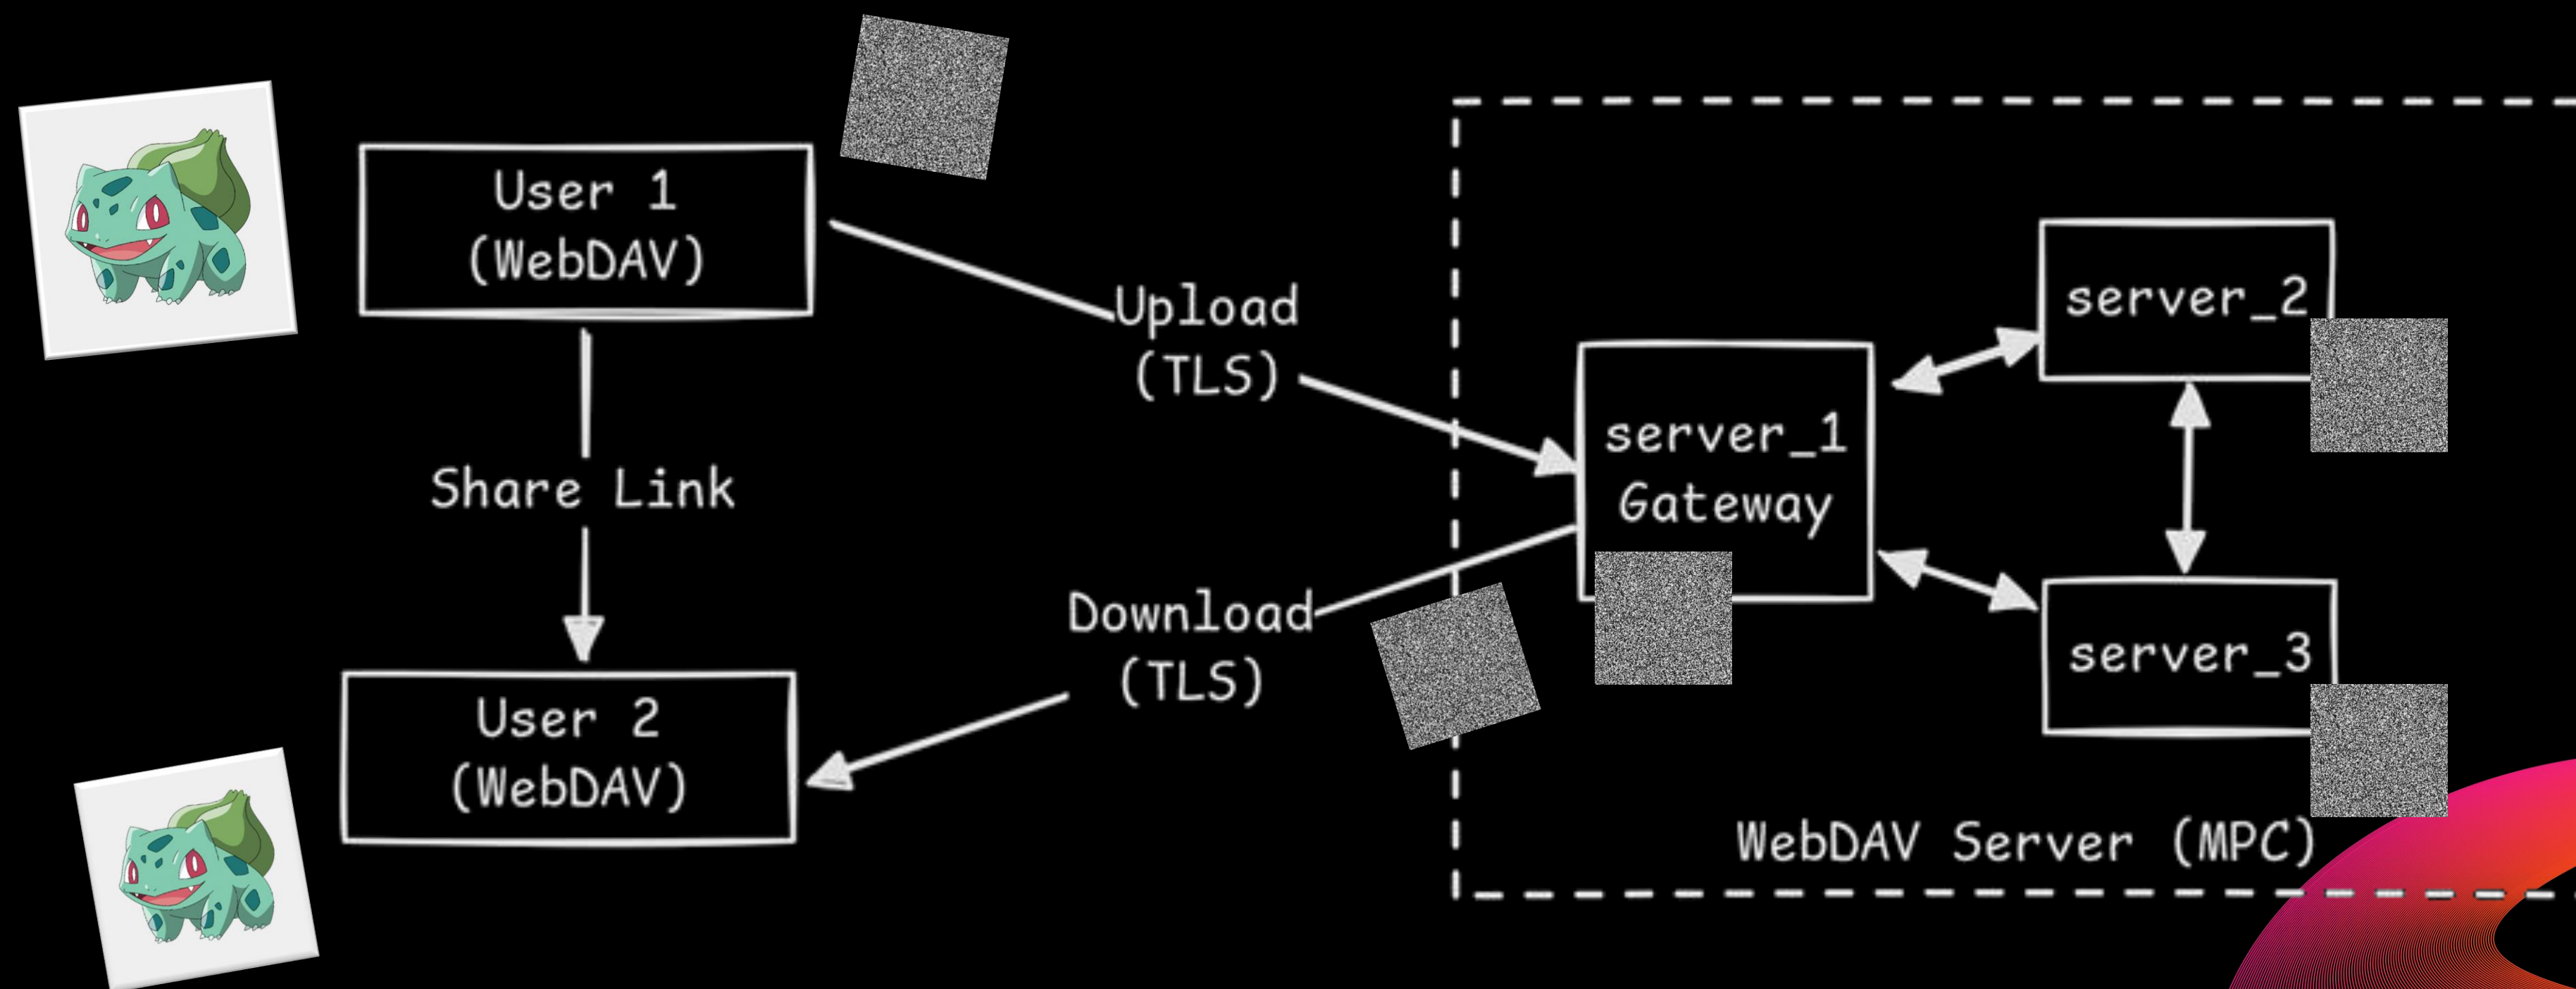 User 1
(WebDAV)
Upload
(TLS)
Share Link
User 2
(WebDAV)
Download
(TLS)
server_1
Gateway
server_2
server_3
WebDAV Server (MPC)